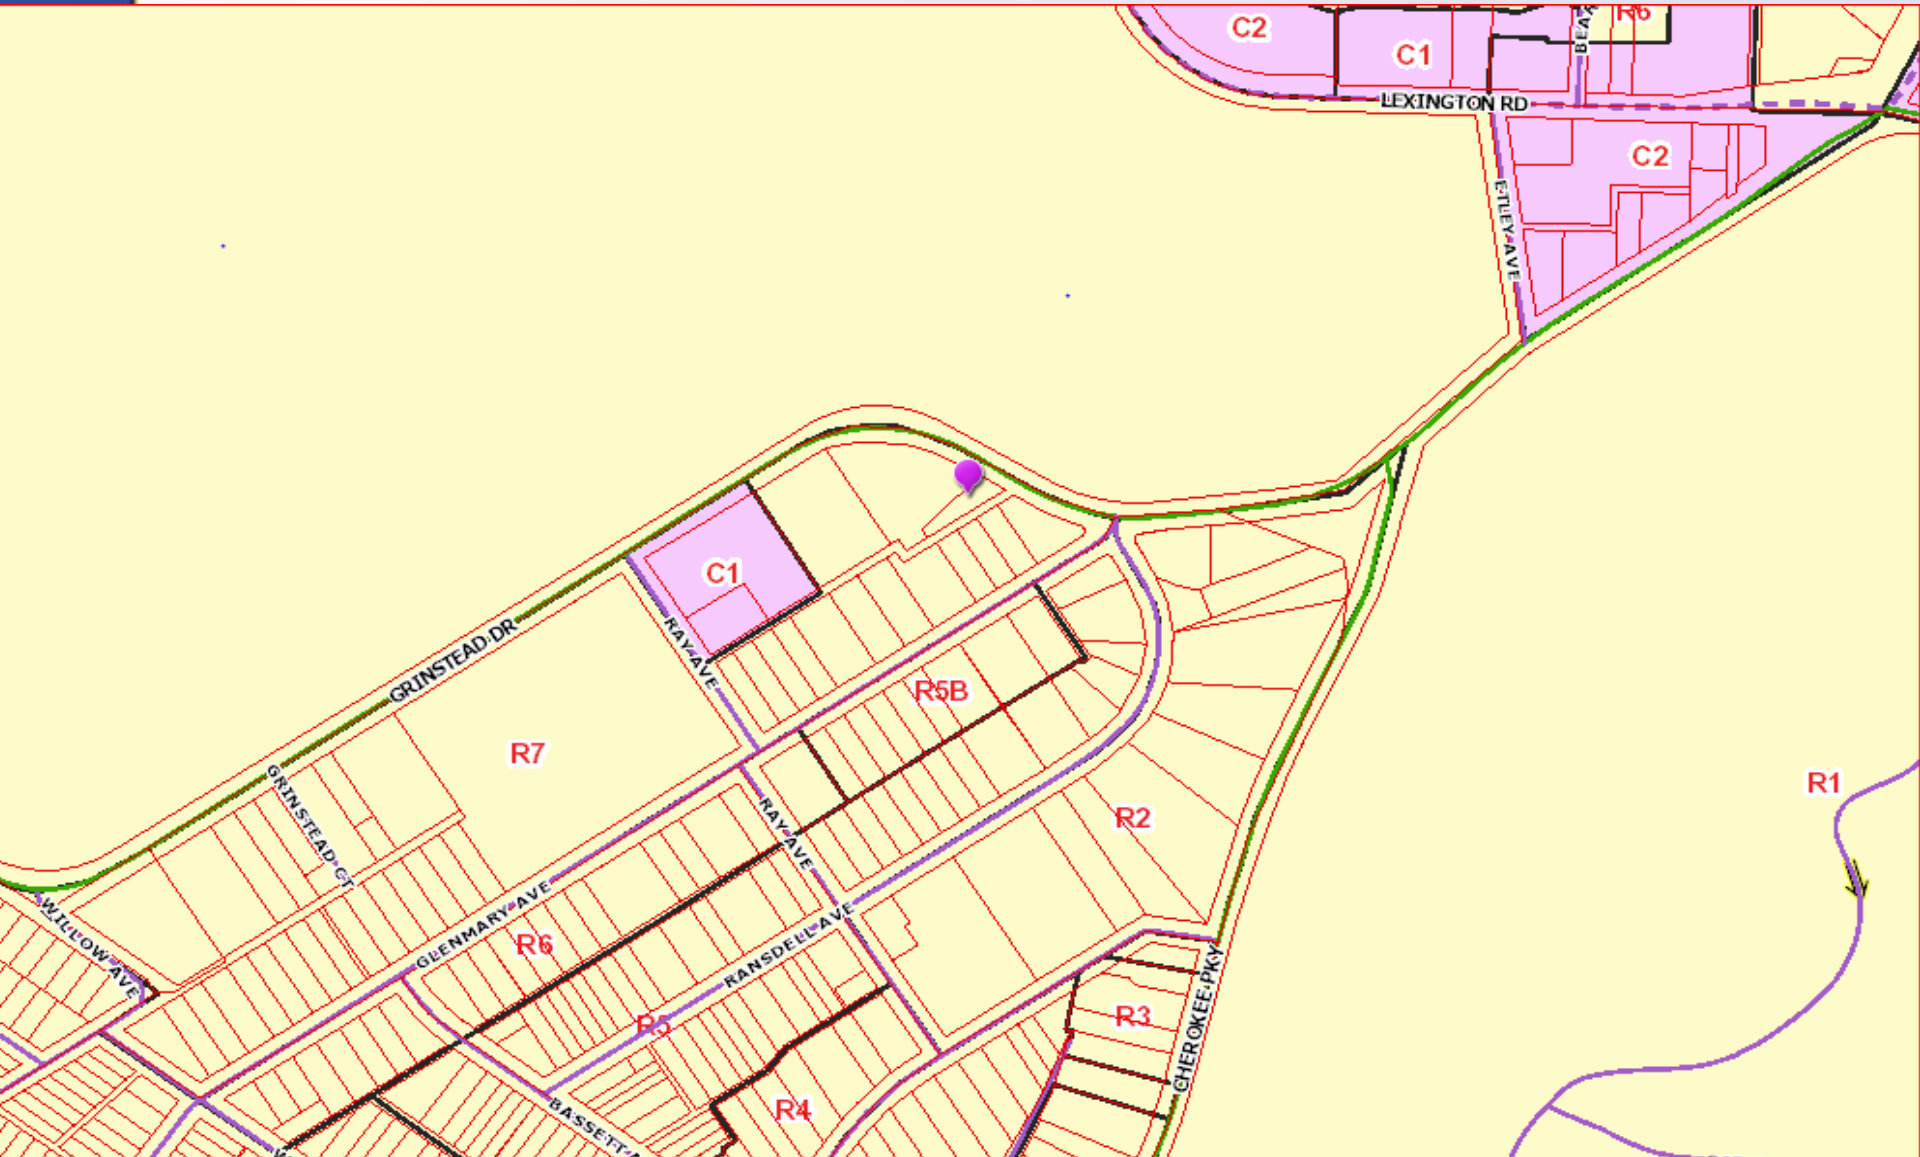 R6
C2
C1
LEXINGTON RD
C2
ETLEY AVE
C1
GRINSTEAD DR
RAY AVE
R5B
R7
GRINSTEAD CT
R1
RAY AVE
R2
WILLOW AVE
GLENMARY AVE
R6
RANSDELL AVE
R5
R3
CHEROKEE PKY
R4
BASSETT